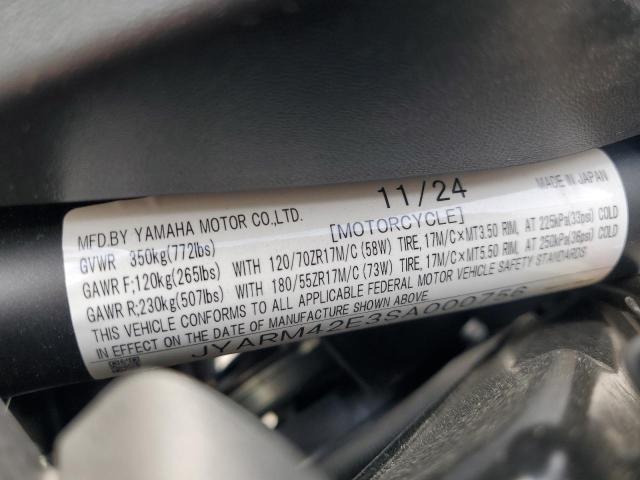 11/24
MADE IN JAPAN
MFD.BY YAMAHA MOTOR CO.,LTD.
[MOTORCYCLE]
GVWR 350kg(772lbs)
GAWR F;120kg(265lbs) WITH 120/70ZR17M/C (58W) TIRE, 17M/C×MT3.50 RIM, AT 225kPa(33psi) COLD
GAWR R;230kg(507lbs) WITH 180/55ZR17M/C (73W) TIRE, 17M/C×MT5.50 RIM, AT 250kPa(36psi) COLD
THIS VEHICLE CONFORMS TO ALL APPLICABLE FEDERAL MOTOR VEHICLE SAFETY STANDARDS
IN EFFECT ON THE DATE OF MANUFACTURE SHOWN ABOVE
JYARM42E3SA000756